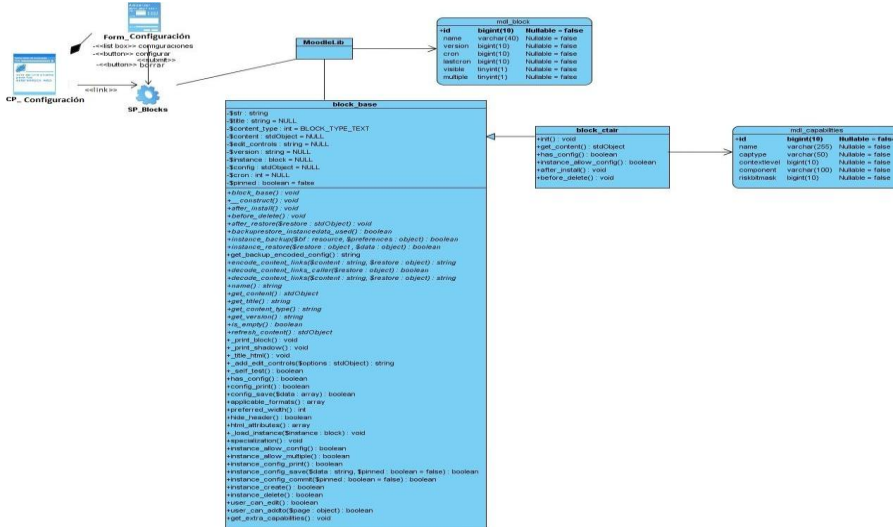 Form_Configuración
-<<list box>> configuraciones
-<<button>> configurar
<<submit>>
-<<button>> borrar
CP_ Configuración
<<link>>
SP_Blocks
MoodleLib
mdl_block
+id bigint(10) Nullable = false
name varchar(40) Nullable = false
version bigint(10) Nullable = false
cron bigint(10) Nullable = false
lastcron bigint(10) Nullable = false
visible tinyint(1) Nullable = false
multiple tinyint(1) Nullable = false
block_base
-$str : string
-$title : string = NULL
-$content_type : int = BLOCK_TYPE_TEXT
-$content : stdObject = NULL
-$edit_controls : string = NULL
-$version : string = NULL
-$instance : block = NULL
-$config : stdObject = NULL
-$cron : int = NULL
-$pinned : boolean = false
+block_base() : void
+__construct() : void
+after_install() : void
+before_delete() : void
+after_restore($restore : stdObject) : void
+backuprestore_instancedata_used() : boolean
+instance_backup($bf : resource, $preferences : object) : boolean
+instance_restore($restore : object , $data : object) : boolean
+get_backup_encoded_config() : string
+encode_content_links($content : string, $restore : object) : string
+decode_content_links_caller($restore : object) : boolean
+decode_content_links($content : string, $restore : object) : string
+name() : string
+get_content() : stdObject
+get_title() : string
+get_content_type() : string
+get_version() : string
+is_empty() : boolean
+refresh_content() : stdObject
+_print_block() : void
+_print_shadow() : void
+_title_html() : void
+_add_edit_controls($options : stdObject) : string
+_self_test() : boolean
+has_config() : boolean
+config_print() : boolean
+config_save($data : array) : boolean
+applicable_formats() : array
+preferred_width() : int
+hide_header() : boolean
+html_attributes() : array
+_load_instance($instance : block) : void
+specialization() : void
+instance_allow_config() : boolean
+instance_allow_multiple() : boolean
+instance_config_print() : boolean
+instance_config_save($data : string, $pinned : boolean = false) : boolean
+instance_config_commit($pinned : boolean = false) : boolean
+instance_create() : boolean
+instance_delete() : boolean
+user_can_edit() : boolean
+user_can_addto($page : object) : boolean
+get_extra_capabilities() : void
block_clair
+init() : void
+get_content() : stdObject
+has_config() : boolean
+instance_allow_config() : boolean
+after_install() : void
+before_delete() : void
mdl_capabilities
+id bigint(10) Nullable = false
name varchar(255) Nullable = false
captype varchar(50) Nullable = false
contextlevel bigint(10) Nullable = false
component varchar(100) Nullable = false
riskbitmask bigint(10) Nullable = false